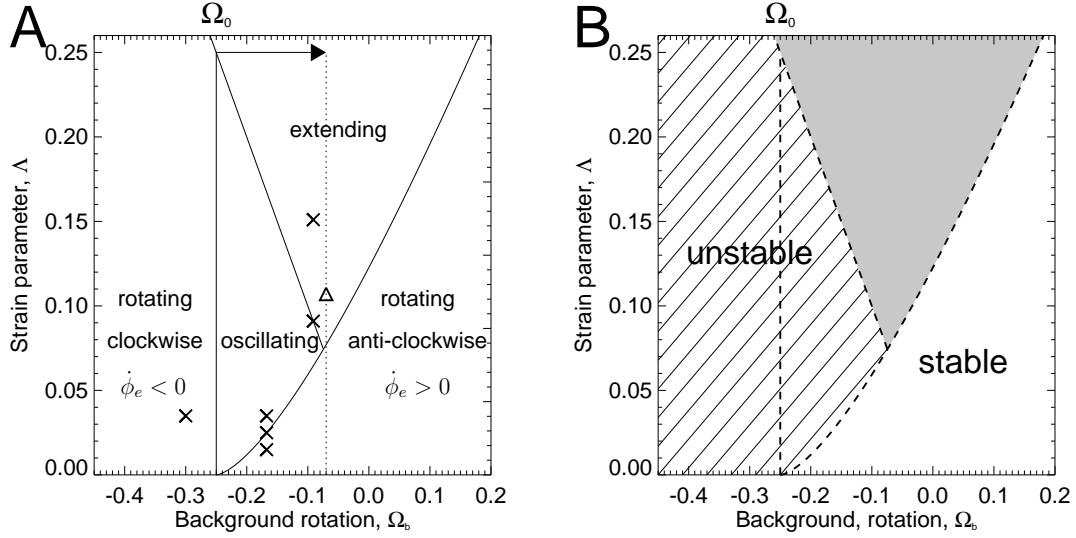 A
Ω₀
0.25
0.20
0.15
0.10
0.05
0.00
Strain parameter, Λ
extending
rotating
clockwise
ϕ̇ₑ < 0
oscillating
rotating
anti-clockwise
ϕ̇ₑ > 0
-0.4 -0.3 -0.2 -0.1 0.0 0.1 0.2
Background rotation, Ω_b
B
Ω₀
0.25
0.20
0.15
0.10
0.05
0.00
Strain parameter, Λ
unstable
stable
-0.4 -0.3 -0.2 -0.1 0.0 0.1 0.2
Background, rotation, Ω_b